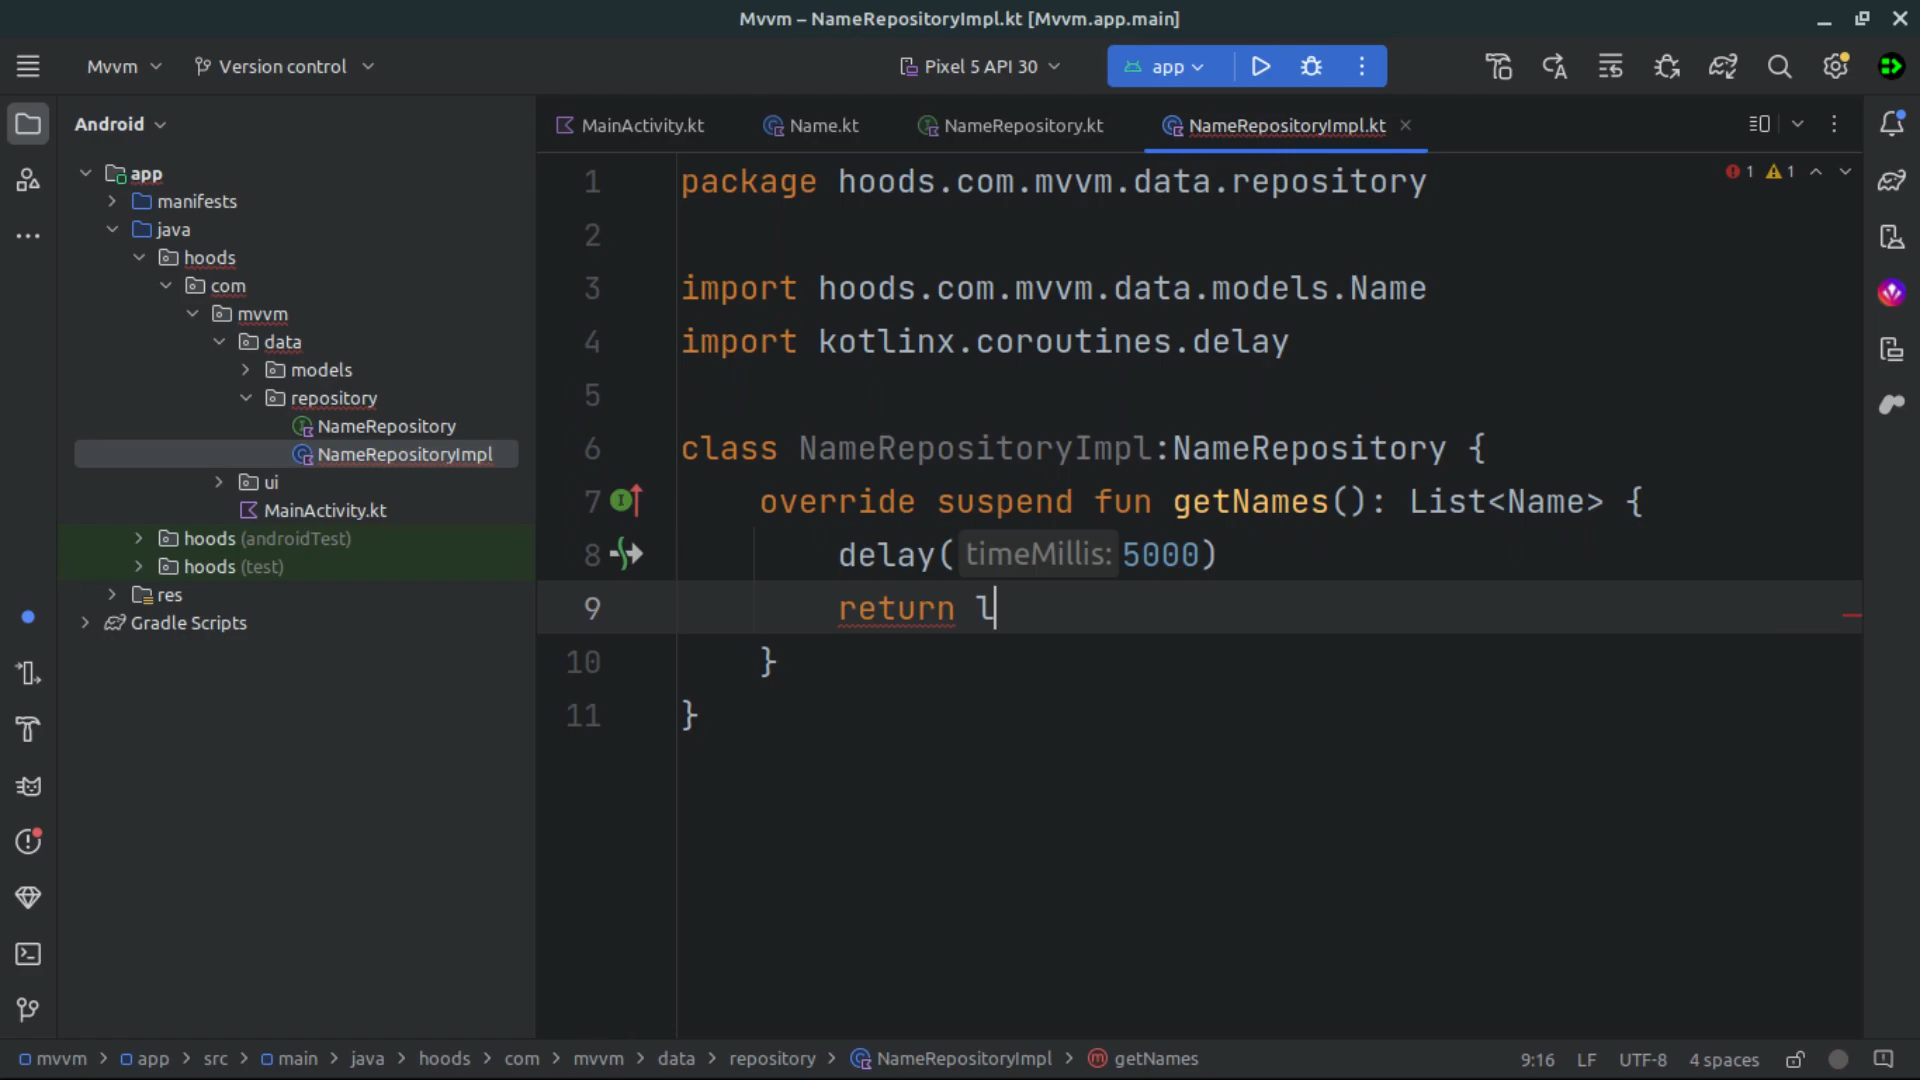 Mvvm – NameRepositoryImpl.kt [Mvvm.app.main]
Mvvm
Version control
Pixel 5 API 30
app
Android
MainActivity.kt
Name.kt
NameRepository.kt
NameRepositoryImpl.kt
app
manifests
java
hoods
com
mvvm
data
models
repository
NameRepository
NameRepositoryImpl
ui
MainActivity.kt
hoods (androidTest)
hoods (test)
res
Gradle Scripts
1 1
1 package hoods.com.mvvm.data.repository
2
3 import hoods.com.mvvm.data.models.Name
4 import kotlinx.coroutines.delay
5
6 class NameRepositoryImpl:NameRepository {
7 override suspend fun getNames(): List<Name> {
8 delay( timeMillis: 5000)
9 return l
10 }
11 }
mvvm > app > src > main > java > hoods > com > mvvm > data > repository > NameRepositoryImpl > getNames
9:16 LF UTF-8 4 spaces